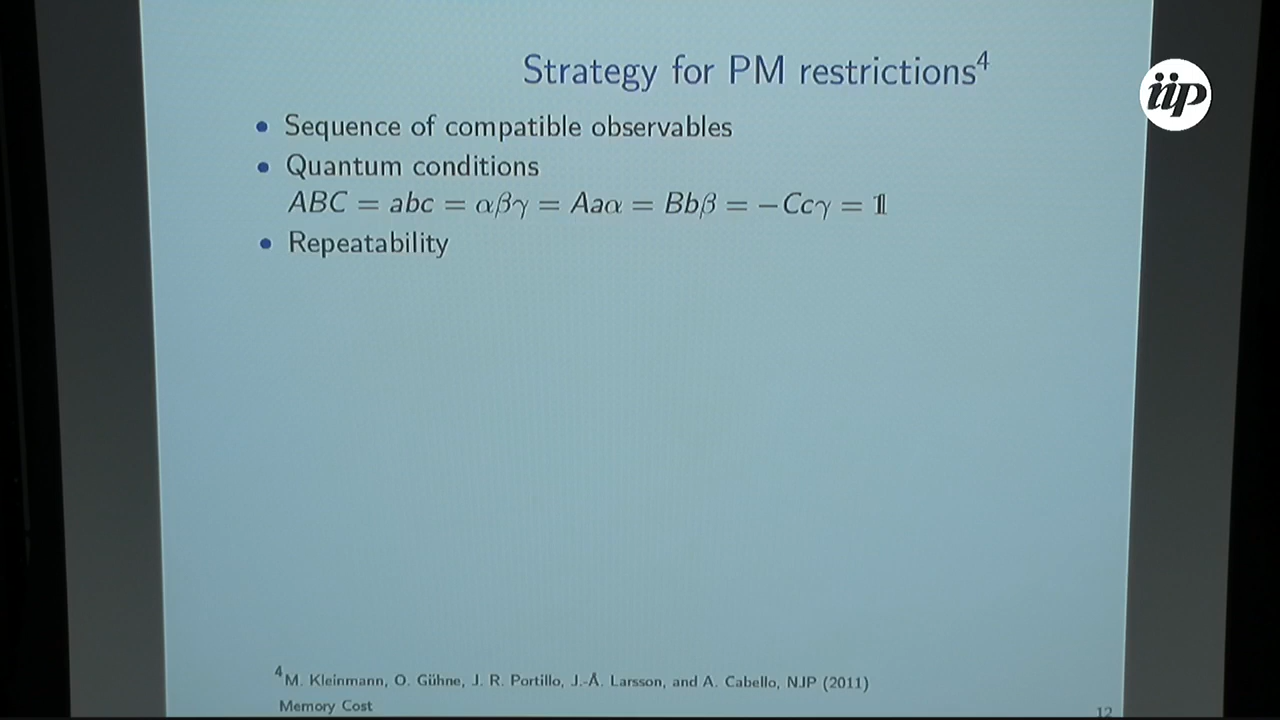 iip
Strategy for PM restrictions⁴
• Sequence of compatible observables
• Quantum conditions
ABC = abc = αβγ = Aaα = Bbβ = −Ccγ = 𝟙
• Repeatability
⁴M. Kleinmann, O. Gühne, J. R. Portillo, J.-Å. Larsson, and A. Cabello, NJP (2011)
Memory Cost
12